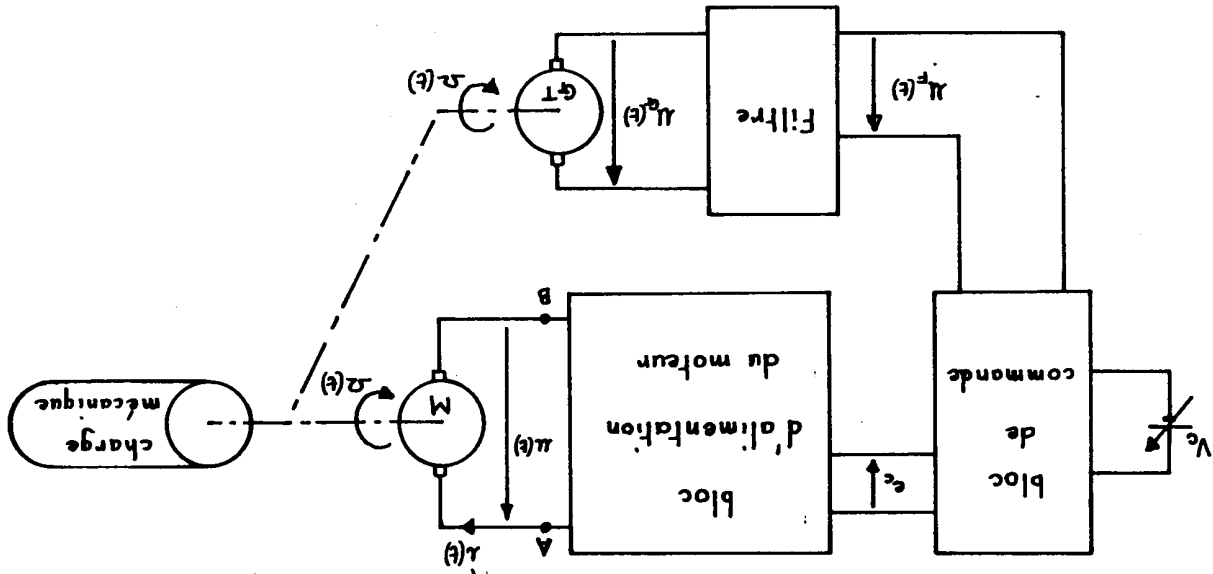 i(t)
A
bloc
de
commande
e_c
V_c
bloc
d'alimentation
du moteur
u(t)
M
Ω(t)
charge
mécanique
B
u_F(t)
Filtre
u_G(t)
GT
Ω(t)